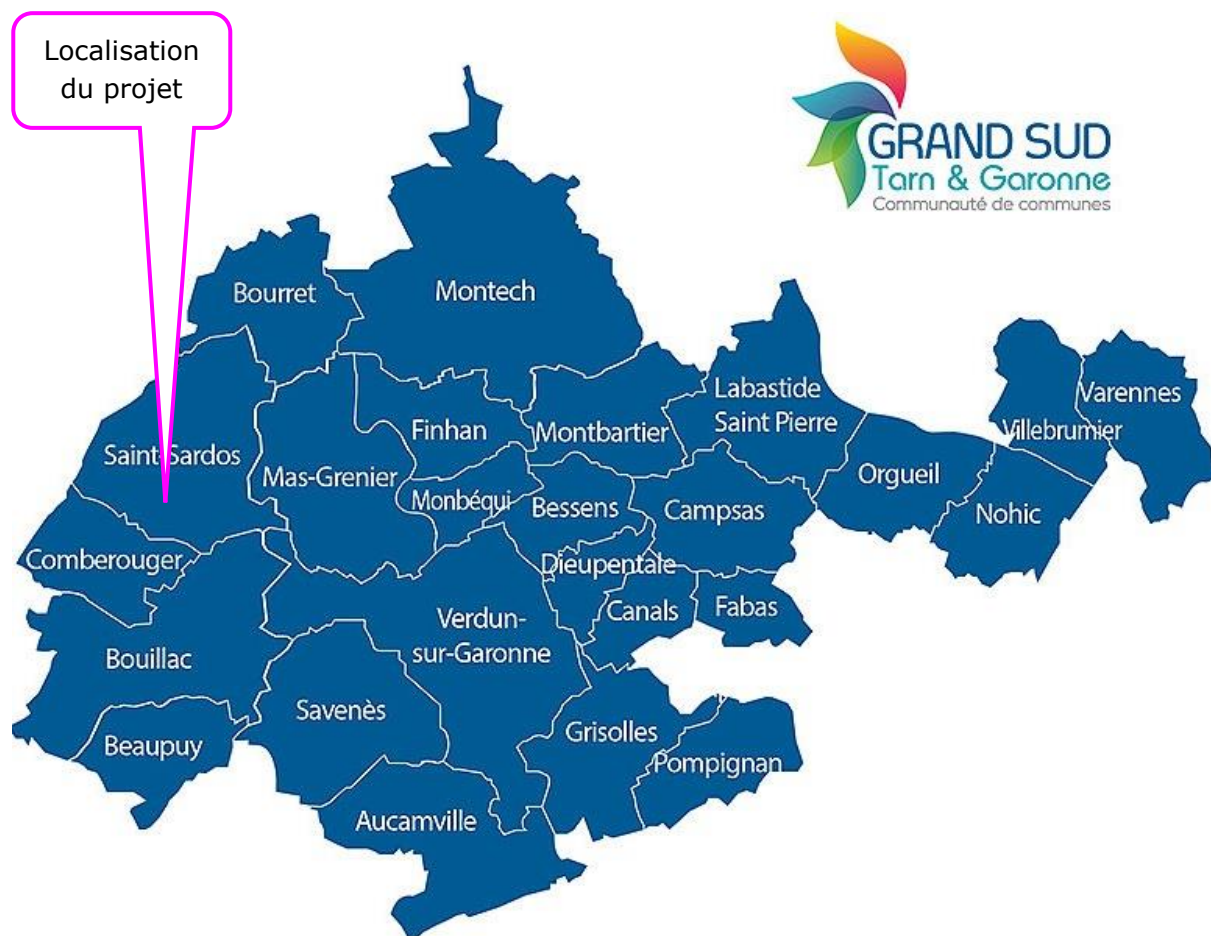 Localisation
du projet
GRAND SUD
Tarn & Garonne
Communauté de communes
Bourret
Montech
Labastide
Saint Pierre
Varennes
Villebrumier
Finhan
Montbartier
Saint-Sardos
Mas-Grenier
Orgueil
Monbéqui
Bessens
Campsas
Nohic
Comberouger
Dieupentale
Canals
Fabas
Verdun-
sur-Garonne
Bouillac
Savenès
Grisolles
Beaupuy
Pompignan
Aucamville